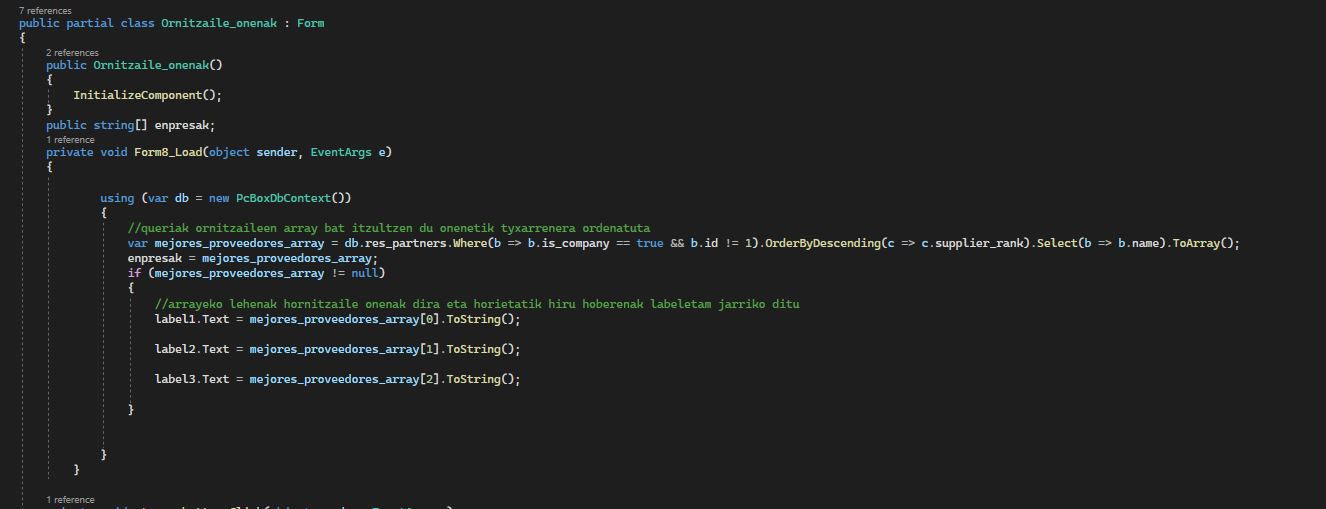 7 references
public partial class Ornitzaile_onenak : Form
{
2 references
public Ornitzaile_onenak()
{
InitializeComponent();
}
public string[] enpresak;
1 reference
private void Form8_Load(object sender, EventArgs e)
{
using (var db = new PcBoxDbContext())
{
//queriak ornitzaileen array bat itzultzen du onenetik tyxarrenera ordenatuta
var mejores_proveedores_array = db.res_partners.Where(b => b.is_company == true && b.id != 1).OrderByDescending(c => c.supplier_rank).Select(b => b.name).ToArray();
enpresak = mejores_proveedores_array;
if (mejores_proveedores_array != null)
{
//arrayeko lehenak hornitzaile onenak dira eta horietatik hiru hoberenak labeletam jarriko ditu
label1.Text = mejores_proveedores_array[0].ToString();
label2.Text = mejores_proveedores_array[1].ToString();
label3.Text = mejores_proveedores_array[2].ToString();
}
}
}
1 reference